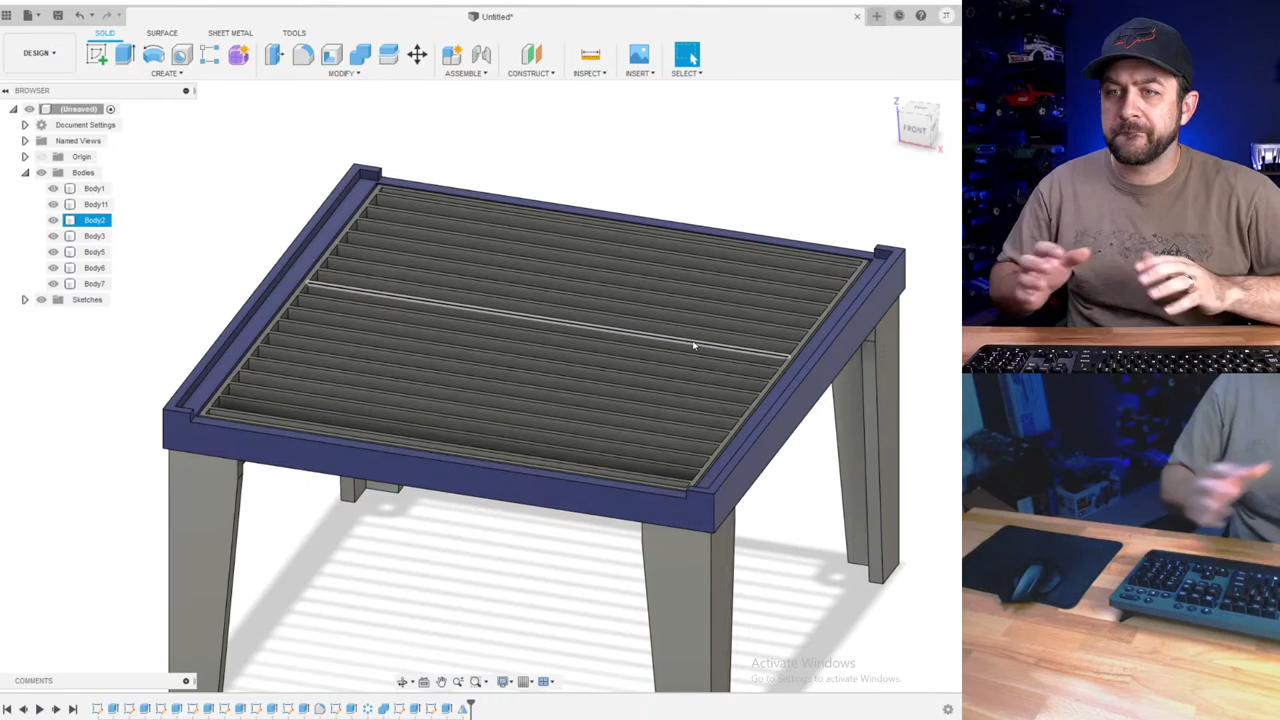 Untitled*
JT
DESIGN
SOLID
SURFACE
SHEET METAL
TOOLS
CREATE
MODIFY
ASSEMBLE
CONSTRUCT
INSPECT
INSERT
SELECT
BROWSER
(Unsaved)
Document Settings
Named Views
Origin
Bodies
Body1
Body11
Body2
Body3
Body5
Body6
Body7
Sketches
Z
FRONT
X
Activate Windows
Go to Settings to activate Windows.
COMMENTS